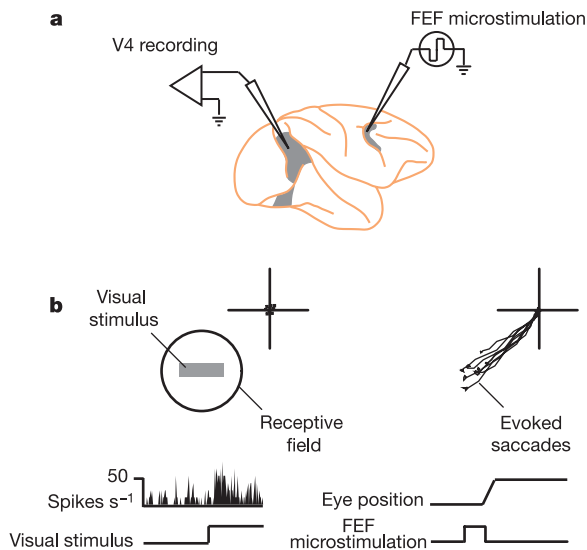 a
FEF microstimulation
V4 recording
b
Visual
stimulus
Receptive
field
Evoked
saccades
50
Spikes s⁻¹
Visual stimulus
Eye position
FEF
microstimulation